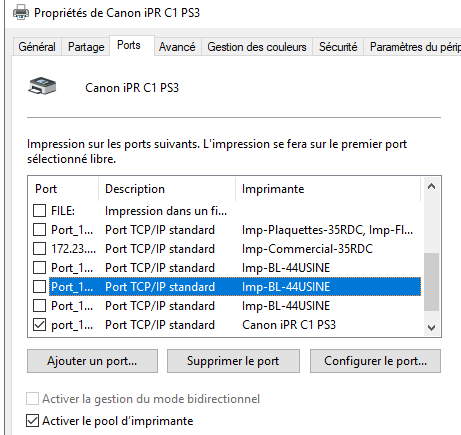 Propriétés de Canon iPR C1 PS3
Général Partage Ports Avancé Gestion des couleurs Sécurité Paramètres du périp
Canon iPR C1 PS3
Impression sur les ports suivants. L'impression se fera sur le premier port
sélectionné libre.
Port Description Imprimante
FILE: Impression dans un fi...
Port_1... Port TCP/IP standard Imp-Plaquettes-35RDC, Imp-Fl...
172.23.... Port TCP/IP standard Imp-Commercial-35RDC
Port_1... Port TCP/IP standard Imp-BL-44USINE
Port_1... Port TCP/IP standard Imp-BL-44USINE
Port_1... Port TCP/IP standard Imp-BL-44USINE
port_1... Port TCP/IP standard Canon iPR C1 PS3
Ajouter un port... Supprimer le port Configurer le port...
Activer la gestion du mode bidirectionnel
Activer le pool d'imprimante